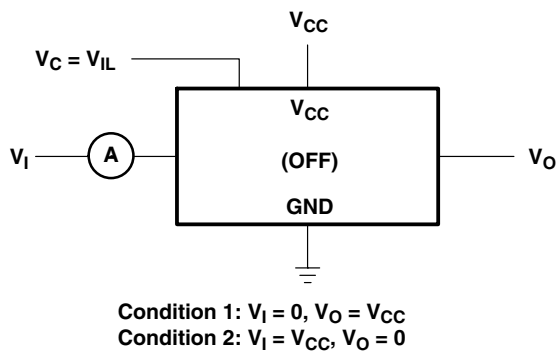 V_CC
V_C = V_IL
V_CC
V_I
A
(OFF)
V_O
GND
Condition 1: V_I = 0, V_O = V_CC
Condition 2: V_I = V_CC, V_O = 0